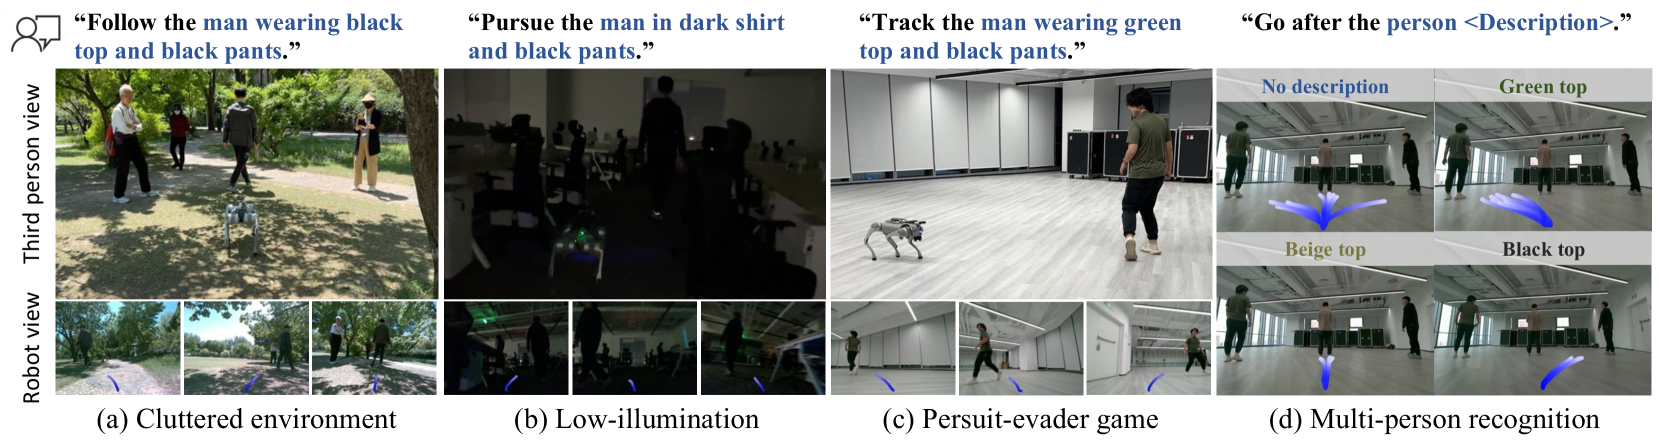 “Follow the man wearing black
top and black pants.”
“Pursue the man in dark shirt
and black pants.”
“Track the man wearing green
top and black pants.”
“Go after the person <Description>.”
Third person view
Robot view
No description
Green top
Beige top
Black top
(a) Cluttered environment
(b) Low-illumination
(c) Persuit-evader game
(d) Multi-person recognition